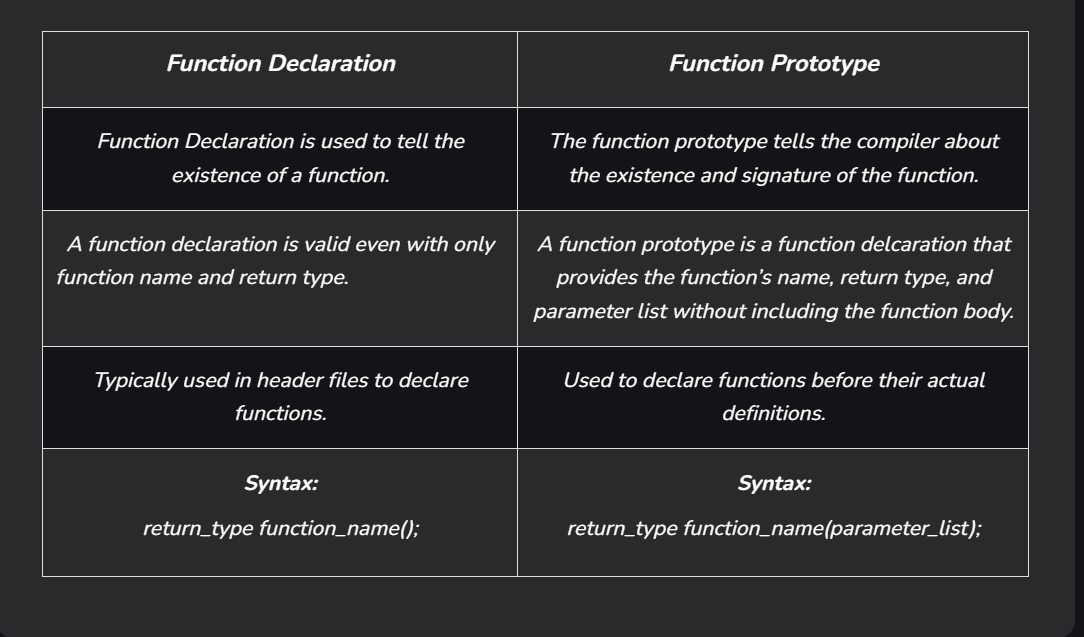 Function Declaration
Function Prototype
Function Declaration is used to tell the
existence of a function.
The function prototype tells the compiler about
the existence and signature of the function.
A function declaration is valid even with only
function name and return type.
A function prototype is a function delcaration that
provides the function’s name, return type, and
parameter list without including the function body.
Typically used in header files to declare
functions.
Used to declare functions before their actual
definitions.
Syntax:
return_type function_name();
Syntax:
return_type function_name(parameter_list);